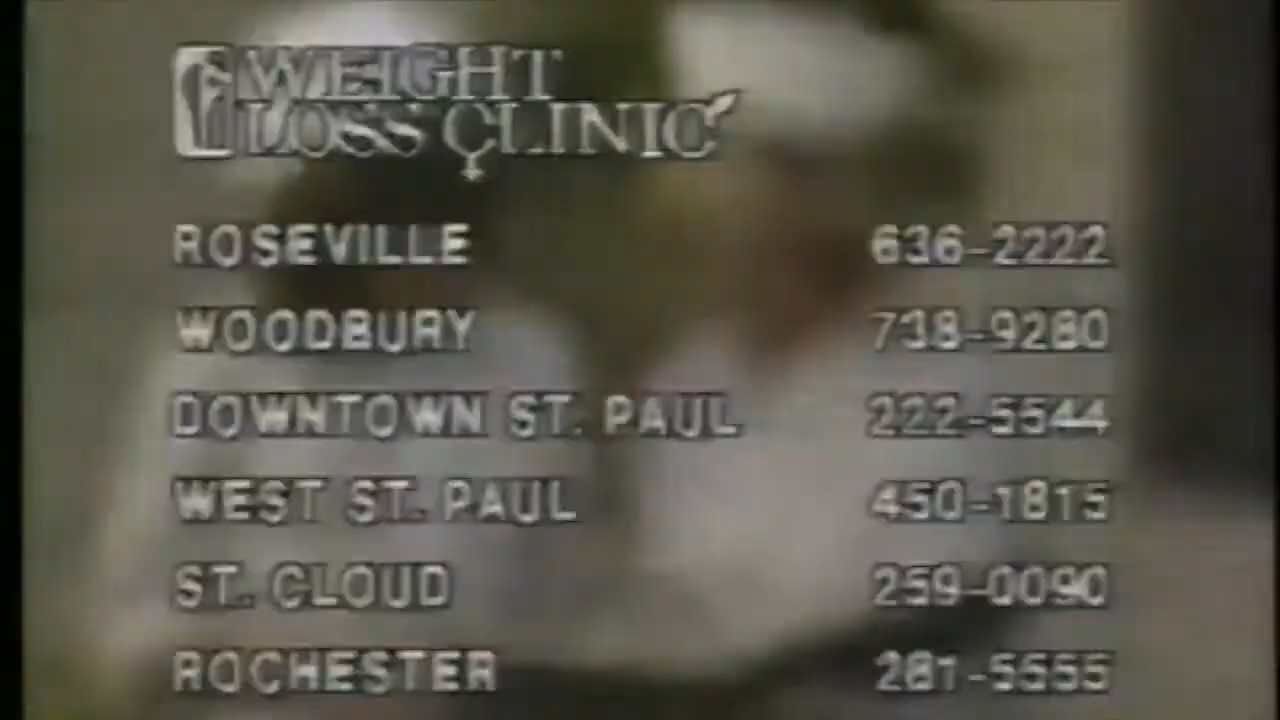 WEIGHT
LOSS CLINIC
ROSEVILLE 636-2222
WOODBURY 738-9280
DOWNTOWN ST. PAUL 222-5544
WEST ST. PAUL 450-1815
ST. CLOUD 259-0090
ROCHESTER 281-5555